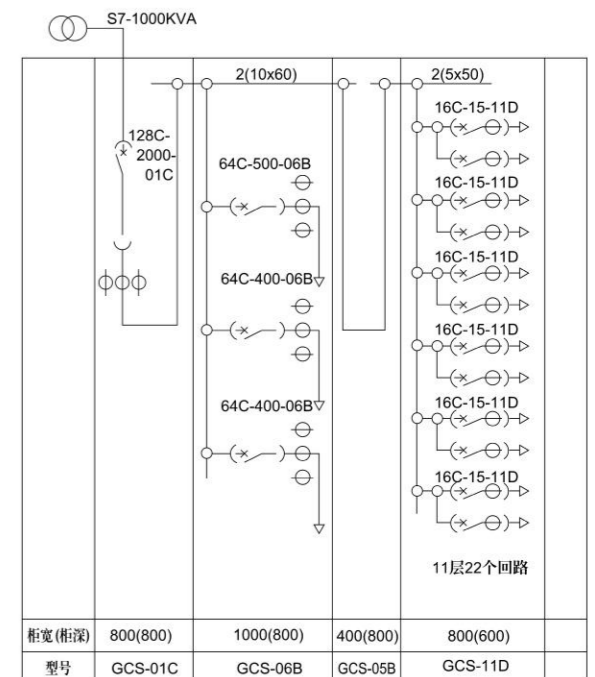 S7-1000KVA
2(10x60)
2(5x50)
128C-
2000-
01C
64C-500-06B
64C-400-06B
64C-400-06B
16C-15-11D
16C-15-11D
16C-15-11D
16C-15-11D
16C-15-11D
16C-15-11D
11层22个回路
柜宽(柜深) 800(800) 1000(800) 400(800) 800(600)
型号 GCS-01C GCS-06B GCS-05B GCS-11D